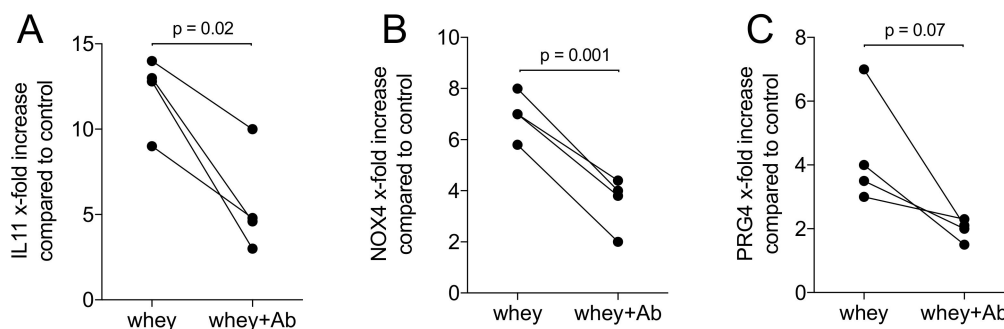 A
p = 0.02
IL11 x-fold increase
compared to control
15
10
5
0
whey whey+Ab
B
p = 0.001
NOX4 x-fold increase
compared to control
10
8
6
4
2
0
whey whey+Ab
C
p = 0.07
PRG4 x-fold increase
compared to control
8
6
4
2
0
whey whey+Ab